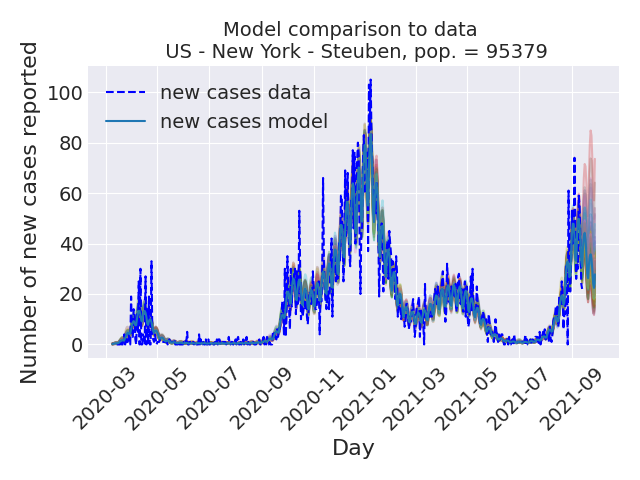 Model comparison to data
US - New York - Steuben, pop. = 95379
Number of new cases reported
100
80
60
40
20
0
new cases data
new cases model
2020-03
2020-05
2020-07
2020-09
2020-11
2021-01
2021-03
2021-05
2021-07
2021-09
Day